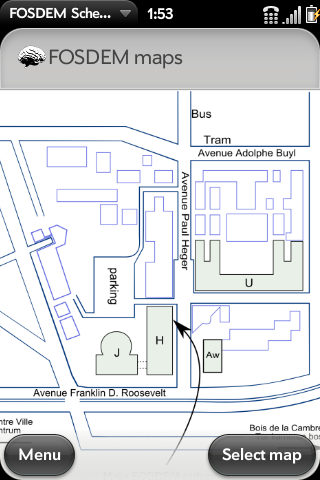 FOSDEM Sche...
1:53
FOSDEM maps
Bus
Tram
Avenue Adolphe Buyl
Avenue Paul Heger
parking
U
J
H
Aw
Avenue Franklin D. Roosevelt
ntre Ville
ntrum
Bois de la Cambre
Menu
Select map